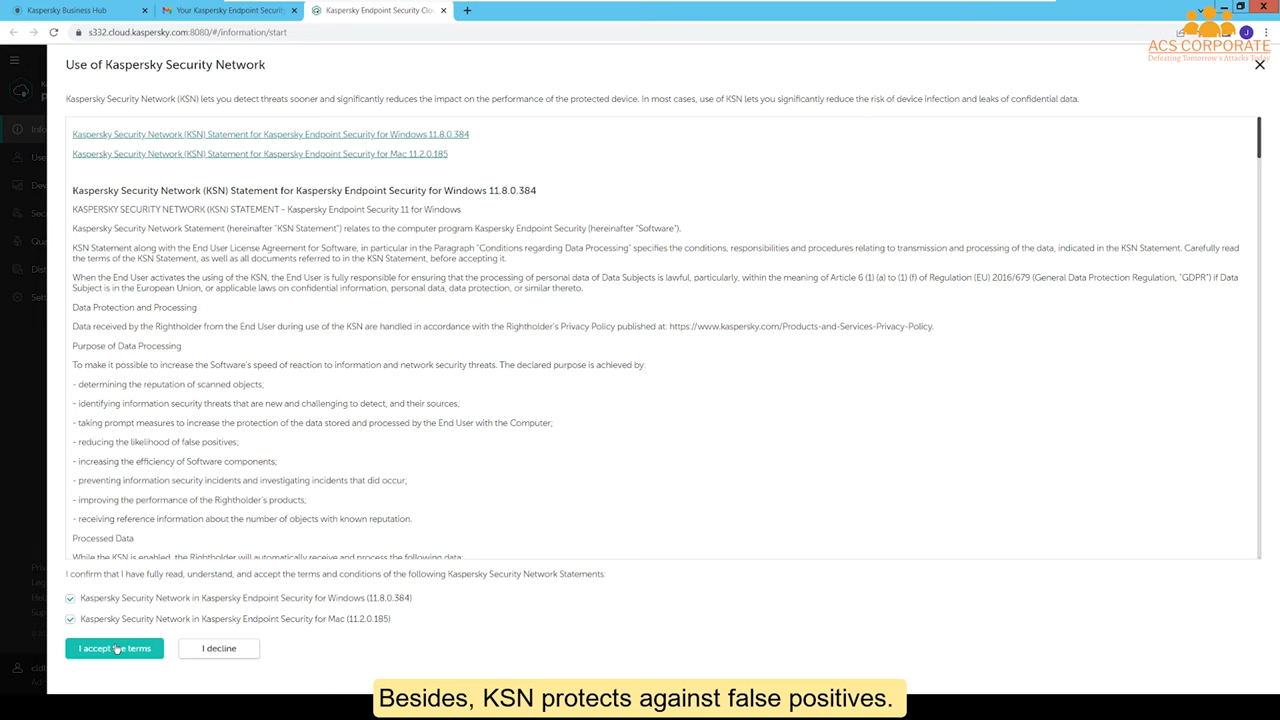 Kaspersky Business Hub
Your Kaspersky Endpoint Security
Kaspersky Endpoint Security Clo
s332.cloud.kaspersky.com:8080/#/information/start
J
ACS CORPORATE
Defeating Tomorrow's Attacks Today
Use of Kaspersky Security Network
Kaspersky Security Network (KSN) lets you detect threats sooner and significantly reduces the impact on the performance of the protected device. In most cases, use of KSN lets you significantly reduce the risk of device infection and leaks of confidential data.
Kaspersky Security Network (KSN) Statement for Kaspersky Endpoint Security for Windows 11.8.0.384
Kaspersky Security Network (KSN) Statement for Kaspersky Endpoint Security for Mac 11.2.0.185
Kaspersky Security Network (KSN) Statement for Kaspersky Endpoint Security for Windows 11.8.0.384
KASPERSKY SECURITY NETWORK (KSN) STATEMENT - Kaspersky Endpoint Security 11 for Windows
Kaspersky Security Network Statement (hereinafter "KSN Statement") relates to the computer program Kaspersky Endpoint Security (hereinafter "Software").
KSN Statement along with the End User License Agreement for Software, in particular in the Paragraph "Conditions regarding Data Processing" specifies the conditions, responsibilities and procedures relating to transmission and processing of the data, indicated in the KSN Statement. Carefully read
the terms of the KSN Statement, as well as all documents referred to in the KSN Statement, before accepting it.
When the End User activates the using of the KSN, the End User is fully responsible for ensuring that the processing of personal data of Data Subjects is lawful, particularly, within the meaning of Article 6 (1) (a) to (1) (f) of Regulation (EU) 2016/679 (General Data Protection Regulation, "GDPR") if Data
Subject is in the European Union, or applicable laws on confidential information, personal data, data protection, or similar thereto.
Data Protection and Processing
Data received by the Rightholder from the End User during use of the KSN are handled in accordance with the Rightholder's Privacy Policy published at: https://www.kaspersky.com/Products-and-Services-Privacy-Policy.
Purpose of Data Processing
To make it possible to increase the Software's speed of reaction to information and network security threats. The declared purpose is achieved by:
- determining the reputation of scanned objects;
- identifying information security threats that are new and challenging to detect, and their sources;
- taking prompt measures to increase the protection of the data stored and processed by the End User with the Computer;
- reducing the likelihood of false positives;
- increasing the efficiency of Software components;
- preventing information security incidents and investigating incidents that did occur;
- improving the performance of the Rightholder's products;
- receiving reference information about the number of objects with known reputation.
Processed Data
While the KSN is enabled, the Rightholder will automatically receive and process the following data:
I confirm that I have fully read, understand, and accept the terms and conditions of the following Kaspersky Security Network Statements:
Kaspersky Security Network in Kaspersky Endpoint Security for Windows (11.8.0.384)
Kaspersky Security Network in Kaspersky Endpoint Security for Mac (11.2.0.185)
I accept the terms
I decline
Besides, KSN protects against false positives.